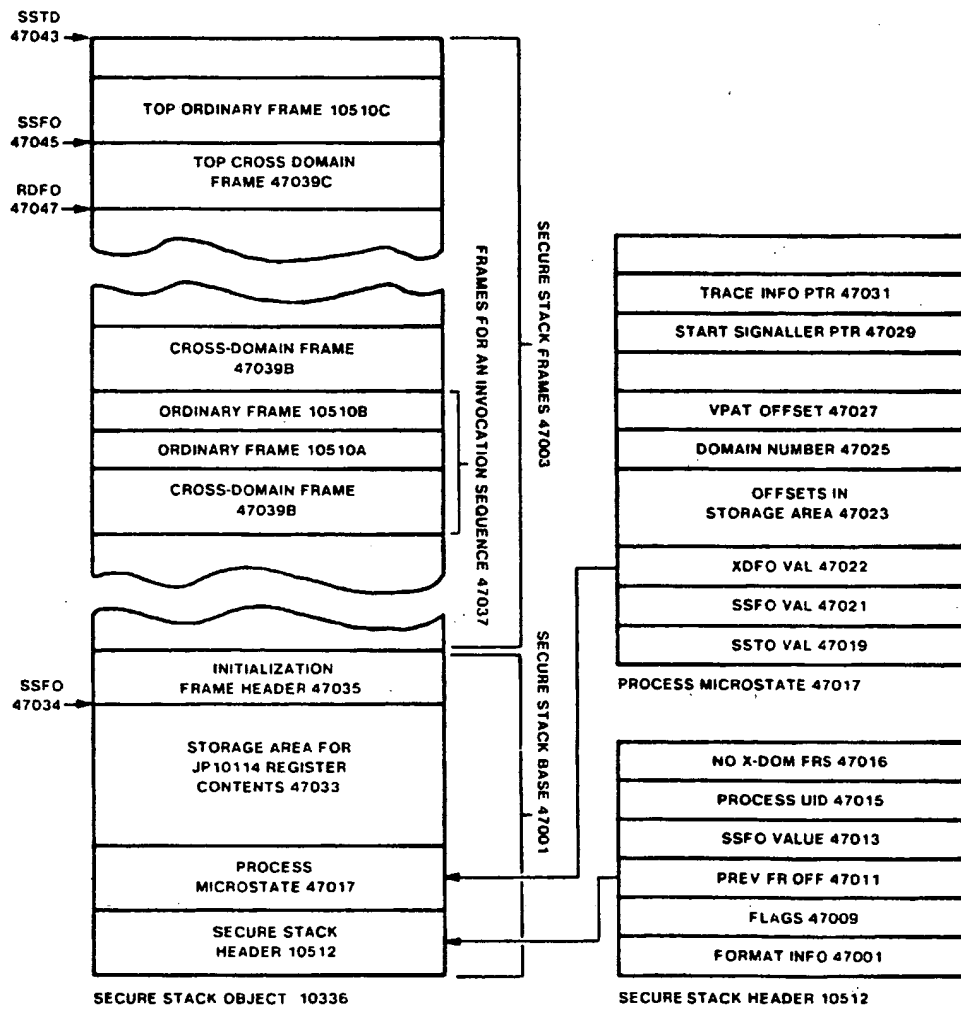 SSTD
47043
TOP ORDINARY FRAME 10510C
SSFO
47045
TOP CROSS DOMAIN
FRAME 47039C
RDFO
47047
CROSS-DOMAIN FRAME
47039B
ORDINARY FRAME 10510B
ORDINARY FRAME 10510A
CROSS-DOMAIN FRAME
47039B
FRAMES FOR AN INVOCATION SEQUENCE 47037
SECURE STACK FRAMES 47003
INITIALIZATION
FRAME HEADER 47035
SSFO
47034
STORAGE AREA FOR
JP10114 REGISTER
CONTENTS 47033
PROCESS
MICROSTATE 47017
SECURE STACK
HEADER 10512
SECURE STACK BASE 47001
SECURE STACK OBJECT 10336
TRACE INFO PTR 47031
START SIGNALLER PTR 47029
VPAT OFFSET 47027
DOMAIN NUMBER 47025
OFFSETS IN
STORAGE AREA 47023
XDFO VAL 47022
SSFO VAL 47021
SSTO VAL 47019
PROCESS MICROSTATE 47017
NO X-DOM FRS 47016
PROCESS UID 47015
SSFO VALUE 47013
PREV FR OFF 47011
FLAGS 47009
FORMAT INFO 47001
SECURE STACK HEADER 10512